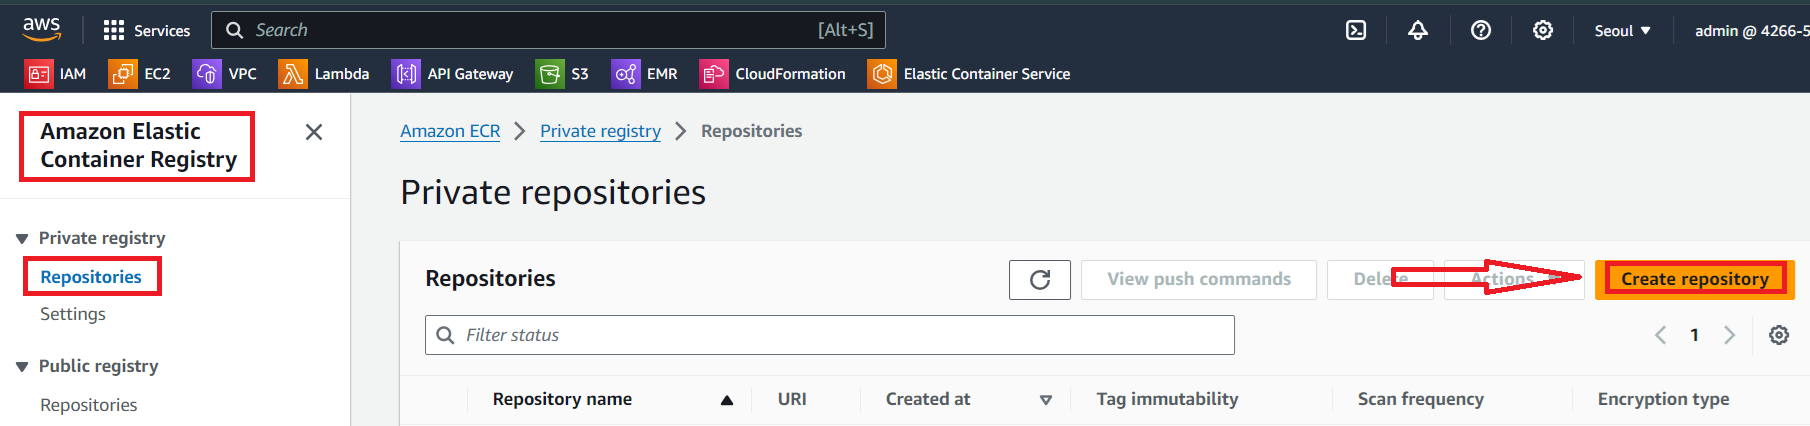 aws Services Search [Alt+S] Seoul ▼ admin @ 4266-5
IAM EC2 VPC Lambda API Gateway S3 EMR CloudFormation Elastic Container Service
Amazon Elastic
Container Registry
Amazon ECR > Private registry > Repositories
Private repositories
Private registry
Repositories
Settings
Public registry
Repositories
Repositories View push commands Delete Actions Create repository
Filter status
1
Repository name URI Created at Tag immutability Scan frequency Encryption type